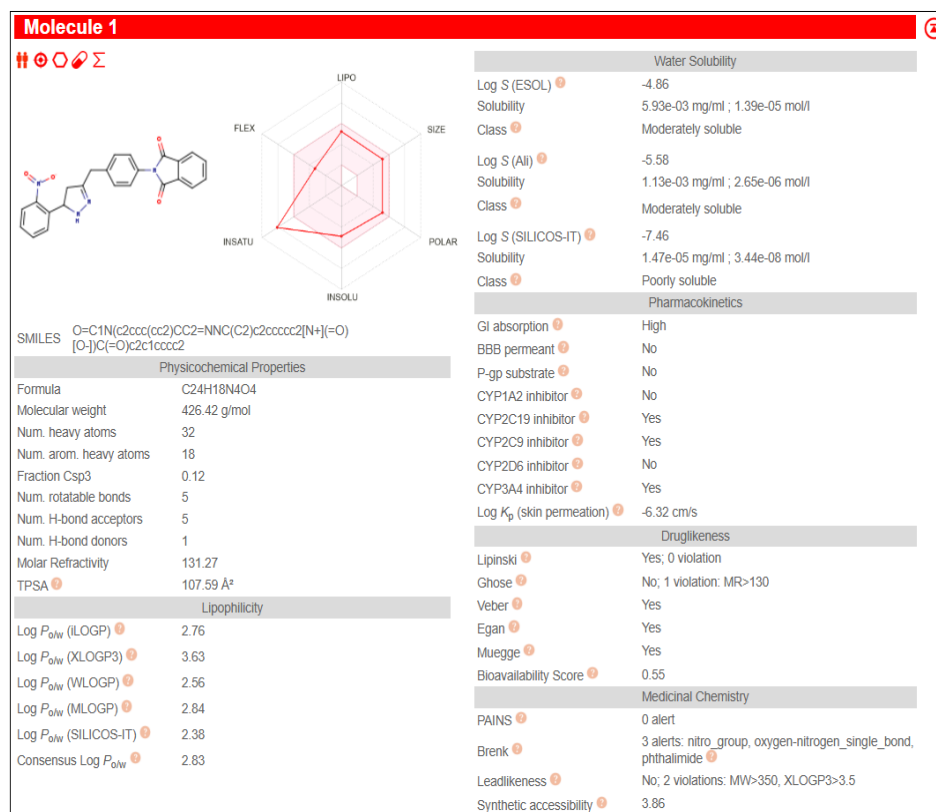 Molecule 1
LIPO
FLEX
SIZE
INSATU
POLAR
INSOLU
SMILES O=C1N(c2ccc(cc2)CC2=NNC(C2)c2ccccc2[N+](=O)
[O-])C(=O)c2c1cccc2
Physicochemical Properties
Formula C24H18N4O4
Molecular weight 426.42 g/mol
Num. heavy atoms 32
Num. arom. heavy atoms 18
Fraction Csp3 0.12
Num. rotatable bonds 5
Num. H-bond acceptors 5
Num. H-bond donors 1
Molar Refractivity 131.27
TPSA ? 107.59 Å²
Lipophilicity
Log Po/w (iLOGP) ? 2.76
Log Po/w (XLOGP3) ? 3.63
Log Po/w (WLOGP) ? 2.56
Log Po/w (MLOGP) ? 2.84
Log Po/w (SILICOS-IT) ? 2.38
Consensus Log Po/w ? 2.83
Water Solubility
Log S (ESOL) ? -4.86
Solubility 5.93e-03 mg/ml ; 1.39e-05 mol/l
Class ? Moderately soluble
Log S (Ali) ? -5.58
Solubility 1.13e-03 mg/ml ; 2.65e-06 mol/l
Class ? Moderately soluble
Log S (SILICOS-IT) ? -7.46
Solubility 1.47e-05 mg/ml ; 3.44e-08 mol/l
Class ? Poorly soluble
Pharmacokinetics
GI absorption ? High
BBB permeant ? No
P-gp substrate ? No
CYP1A2 inhibitor ? No
CYP2C19 inhibitor ? Yes
CYP2C9 inhibitor ? Yes
CYP2D6 inhibitor ? No
CYP3A4 inhibitor ? Yes
Log Kp (skin permeation) ? -6.32 cm/s
Druglikeness
Lipinski ? Yes; 0 violation
Ghose ? No; 1 violation: MR>130
Veber ? Yes
Egan ? Yes
Muegge ? Yes
Bioavailability Score ? 0.55
Medicinal Chemistry
PAINS ? 0 alert
Brenk ? 3 alerts: nitro_group, oxygen-nitrogen_single_bond,
phthalimide ?
Leadlikeness ? No; 2 violations: MW>350, XLOGP3>3.5
Synthetic accessibility ? 3.86